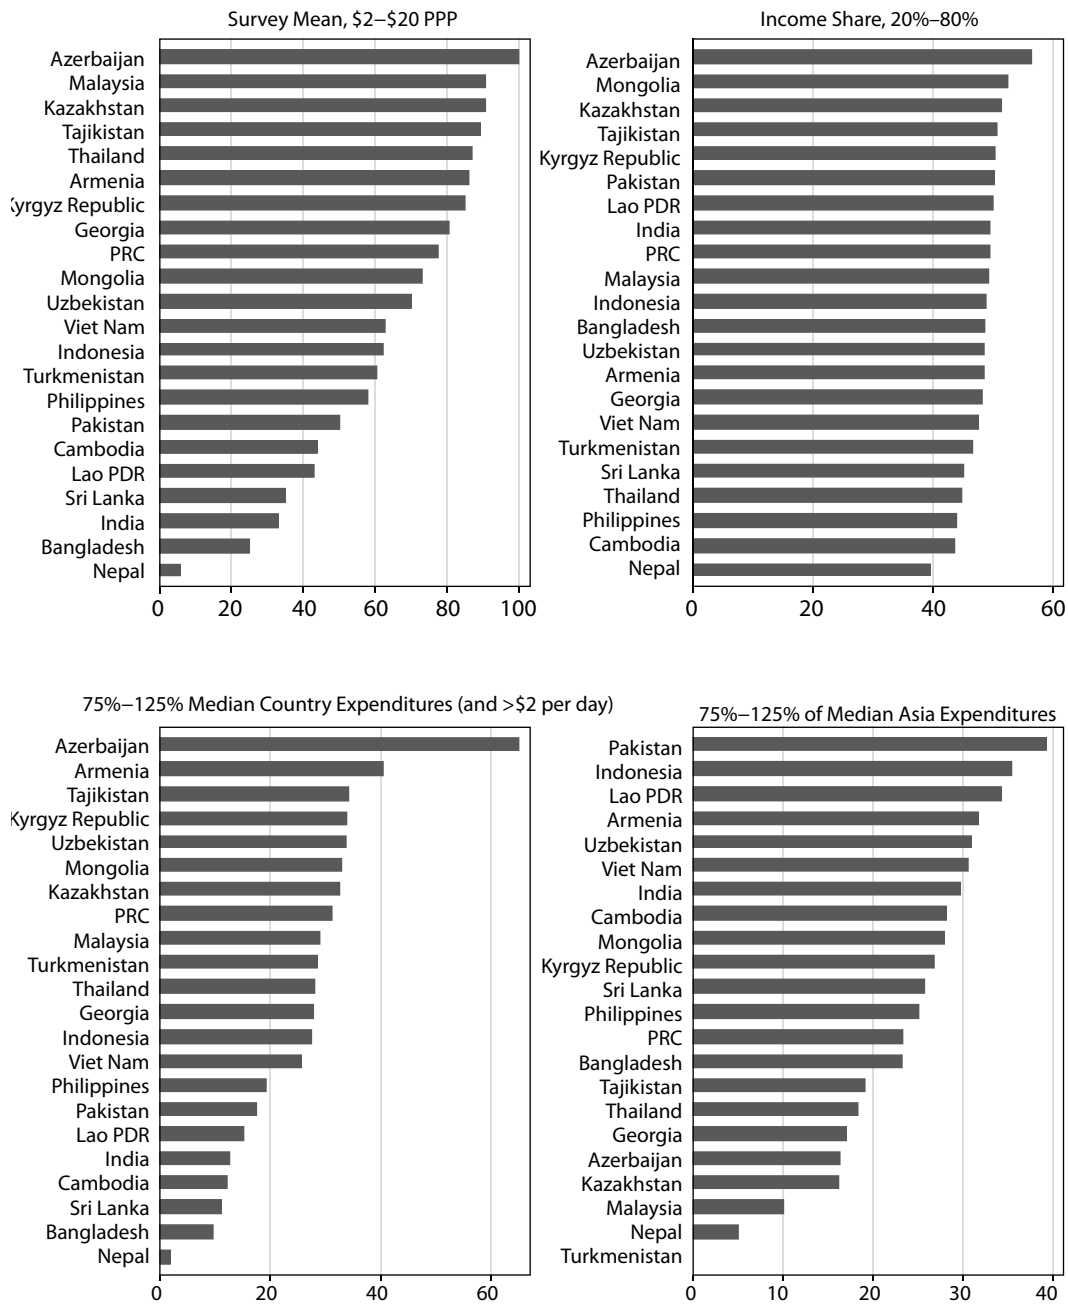 Survey Mean, $2–$20 PPP
Azerbaijan
Malaysia
Kazakhstan
Tajikistan
Thailand
Armenia
Kyrgyz Republic
Georgia
PRC
Mongolia
Uzbekistan
Viet Nam
Indonesia
Turkmenistan
Philippines
Pakistan
Cambodia
Lao PDR
Sri Lanka
India
Bangladesh
Nepal
0 20 40 60 80 100
Income Share, 20%–80%
Azerbaijan
Mongolia
Kazakhstan
Tajikistan
Kyrgyz Republic
Pakistan
Lao PDR
India
PRC
Malaysia
Indonesia
Bangladesh
Uzbekistan
Armenia
Georgia
Viet Nam
Turkmenistan
Sri Lanka
Thailand
Philippines
Cambodia
Nepal
0 20 40 60
75%–125% Median Country Expenditures (and >$2 per day)
Azerbaijan
Armenia
Tajikistan
Kyrgyz Republic
Uzbekistan
Mongolia
Kazakhstan
PRC
Malaysia
Turkmenistan
Thailand
Georgia
Indonesia
Viet Nam
Philippines
Pakistan
Lao PDR
India
Cambodia
Sri Lanka
Bangladesh
Nepal
0 20 40 60
75%–125% of Median Asia Expenditures
Pakistan
Indonesia
Lao PDR
Armenia
Uzbekistan
Viet Nam
India
Cambodia
Mongolia
Kyrgyz Republic
Sri Lanka
Philippines
PRC
Bangladesh
Tajikistan
Thailand
Georgia
Azerbaijan
Kazakhstan
Malaysia
Nepal
Turkmenistan
0 10 20 30 40